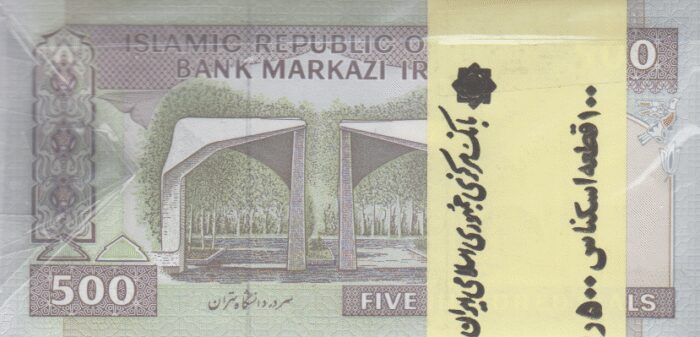 ISLAMIC REPUBLIC O
BANK MARKAZI IR
0
500
سردر دانشگاه تهران
FIVE
LS
بانک مرکزی جمهوری اسلامی ایران
۱۰۰ قطعه اسکناس ۵۰۰ ر